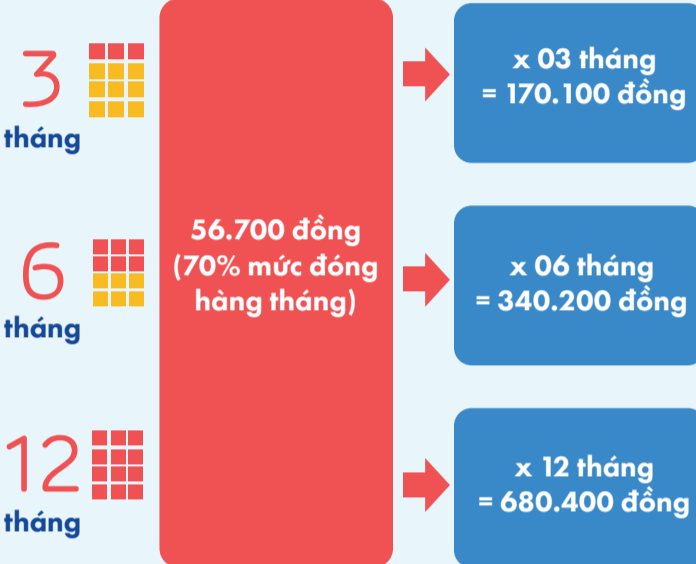 3
tháng
6
tháng
12
tháng
56.700 đồng
(70% mức đóng
hàng tháng)
x 03 tháng
= 170.100 đồng
x 06 tháng
= 340.200 đồng
x 12 tháng
= 680.400 đồng